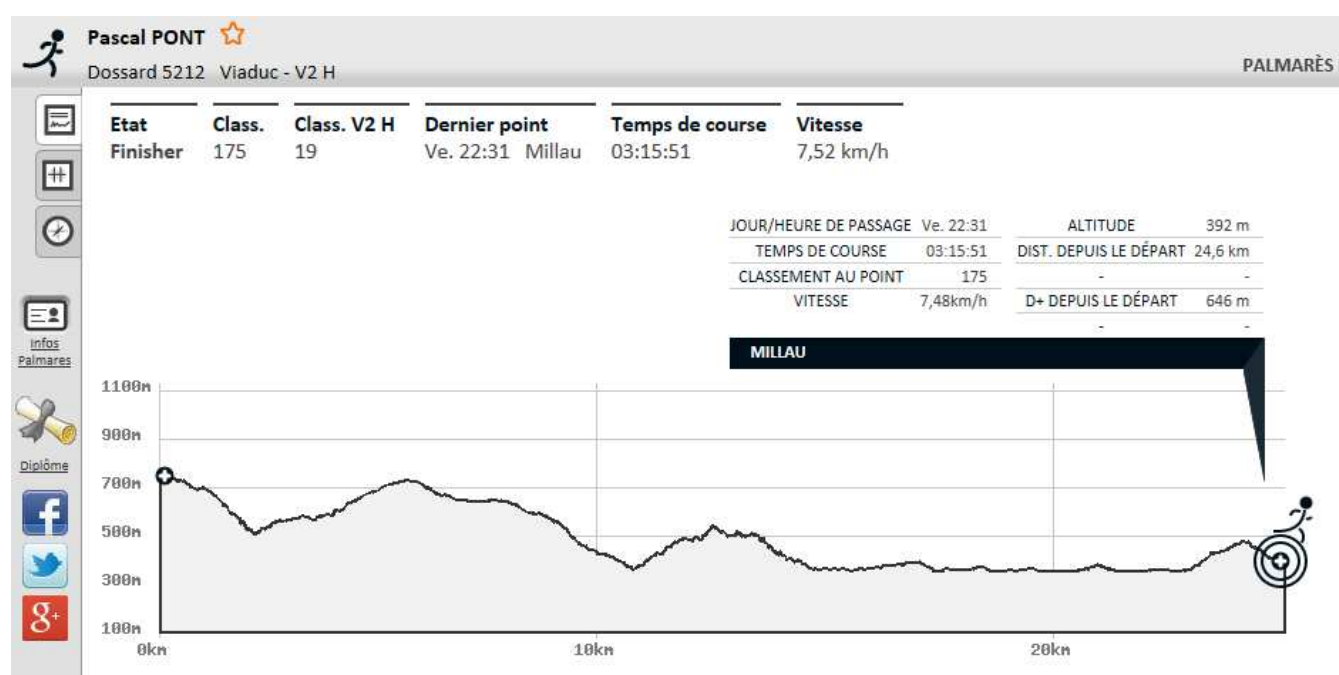 Pascal PONT
Dossard 5212 Viaduc - V2 H
PALMARÈS
Etat Class. Class. V2 H Dernier point Temps de course Vitesse
Finisher 175 19 Ve. 22:31 Millau 03:15:51 7,52 km/h
JOUR/HEURE DE PASSAGE Ve. 22:31 ALTITUDE 392 m
TEMPS DE COURSE 03:15:51 DIST. DEPUIS LE DÉPART 24,6 km
CLASSEMENT AU POINT 175 - -
VITESSE 7,48km/h D+ DEPUIS LE DÉPART 646 m
- -
MILLAU
Infos
Palmares
Diplôme
f
g+
1100m
900m
700m
500m
300m
100m
0km 10km 20km